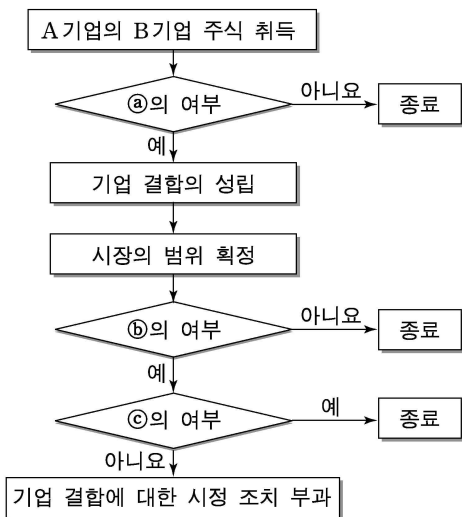 A기업의 B기업 주식 취득
ⓐ의 여부
아니요
종료
예
기업 결합의 성립
시장의 범위 획정
ⓑ의 여부
아니요
종료
예
ⓒ의 여부
예
종료
아니요
기업 결합에 대한 시정 조치 부과